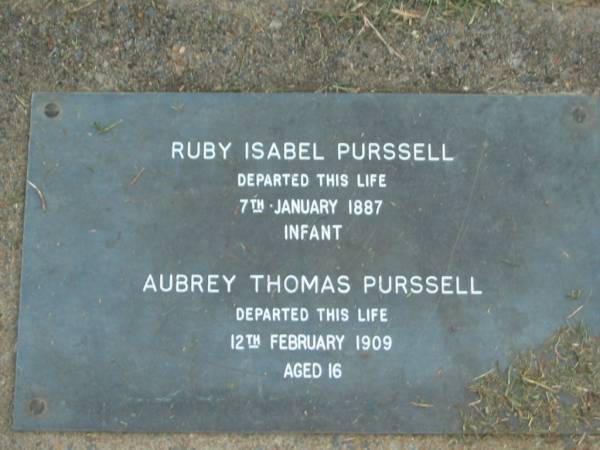 RUBY ISABEL PURSSELL
DEPARTED THIS LIFE
7TH JANUARY 1887
INFANT
AUBREY THOMAS PURSSELL
DEPARTED THIS LIFE
12TH FEBRUARY 1909
AGED 16